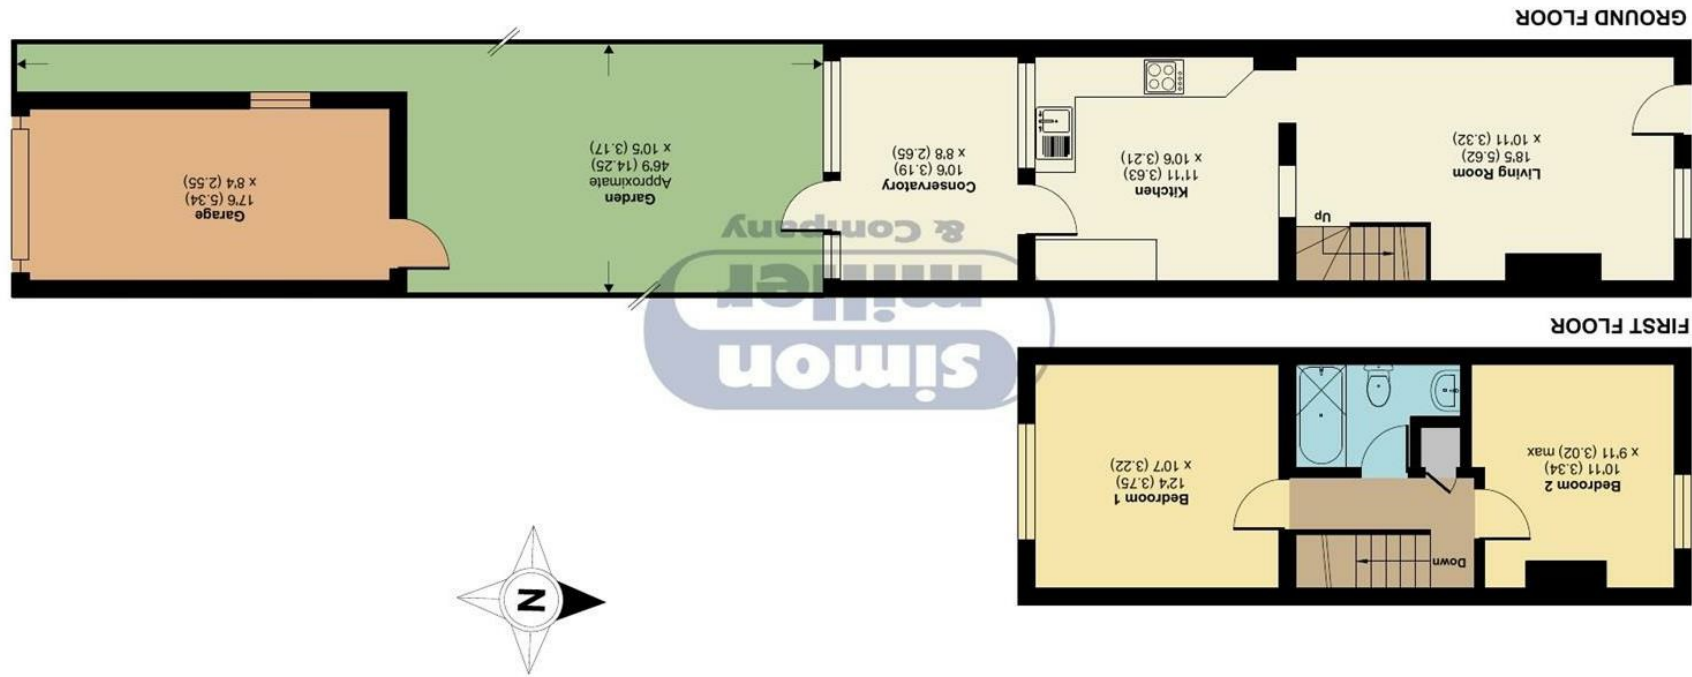 Down
Bedroom 2
10'11 (3.34)
x 9'11 (3.02) max
Bedroom 1
12'4 (3.75)
x 10'7 (3.22)
N
FIRST FLOOR
simon
miller
& Company
Up
Living Room
18'5 (5.62)
x 10'11 (3.32)
Kitchen
11'11 (3.63)
x 10'6 (3.21)
Conservatory
10'6 (3.19)
x 8'8 (2.65)
Garden
Approximate
46'9 (14.25)
x 10'5 (3.17)
Garage
17'6 (5.34)
x 8'4 (2.55)
GROUND FLOOR